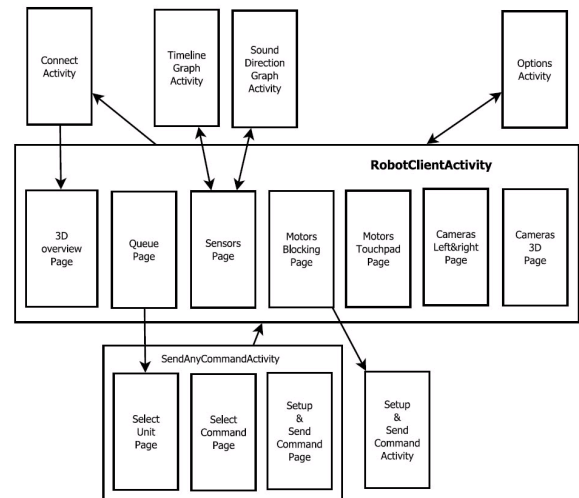 Connect
Activity
Timeline
Graph
Activity
Sound
Direction
Graph
Activity
Options
Activity
RobotClientActivity
3D
overview
Page
Queue
Page
Sensors
Page
Motors
Blocking
Page
Motors
Touchpad
Page
Cameras
Left&right
Page
Cameras
3D
Page
SendAnyCommandActivity
Select
Unit
Page
Select
Command
Page
Setup
&
Send
Command
Page
Setup
&
Send
Command
Activity